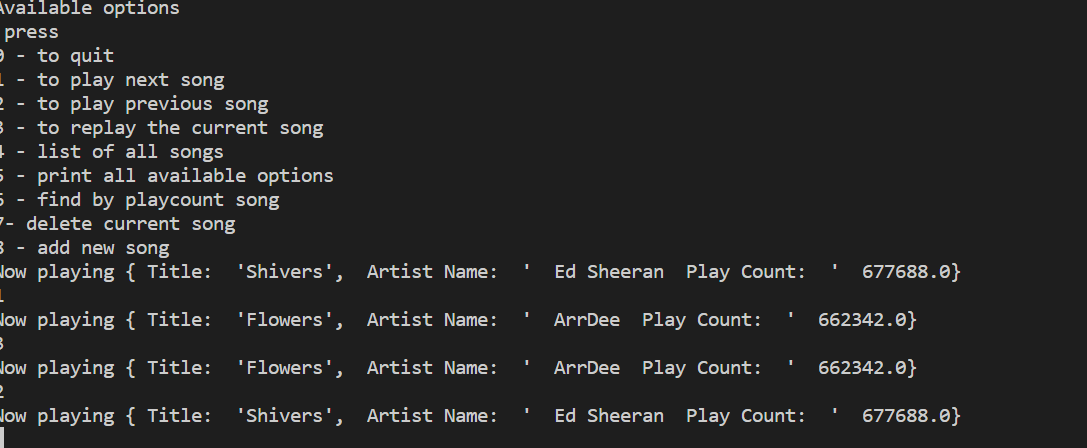 Available options
press
0 - to quit
1 - to play next song
2 - to play previous song
3 - to replay the current song
4 - list of all songs
5 - print all available options
6 - find by playcount song
7- delete current song
8 - add new song
Now playing { Title:  'Shivers',  Artist Name:  '  Ed Sheeran  Play Count:  '  677688.0}
1
Now playing { Title:  'Flowers',  Artist Name:  '  ArrDee  Play Count:  '  662342.0}
3
Now playing { Title:  'Flowers',  Artist Name:  '  ArrDee  Play Count:  '  662342.0}
2
Now playing { Title:  'Shivers',  Artist Name:  '  Ed Sheeran  Play Count:  '  677688.0}